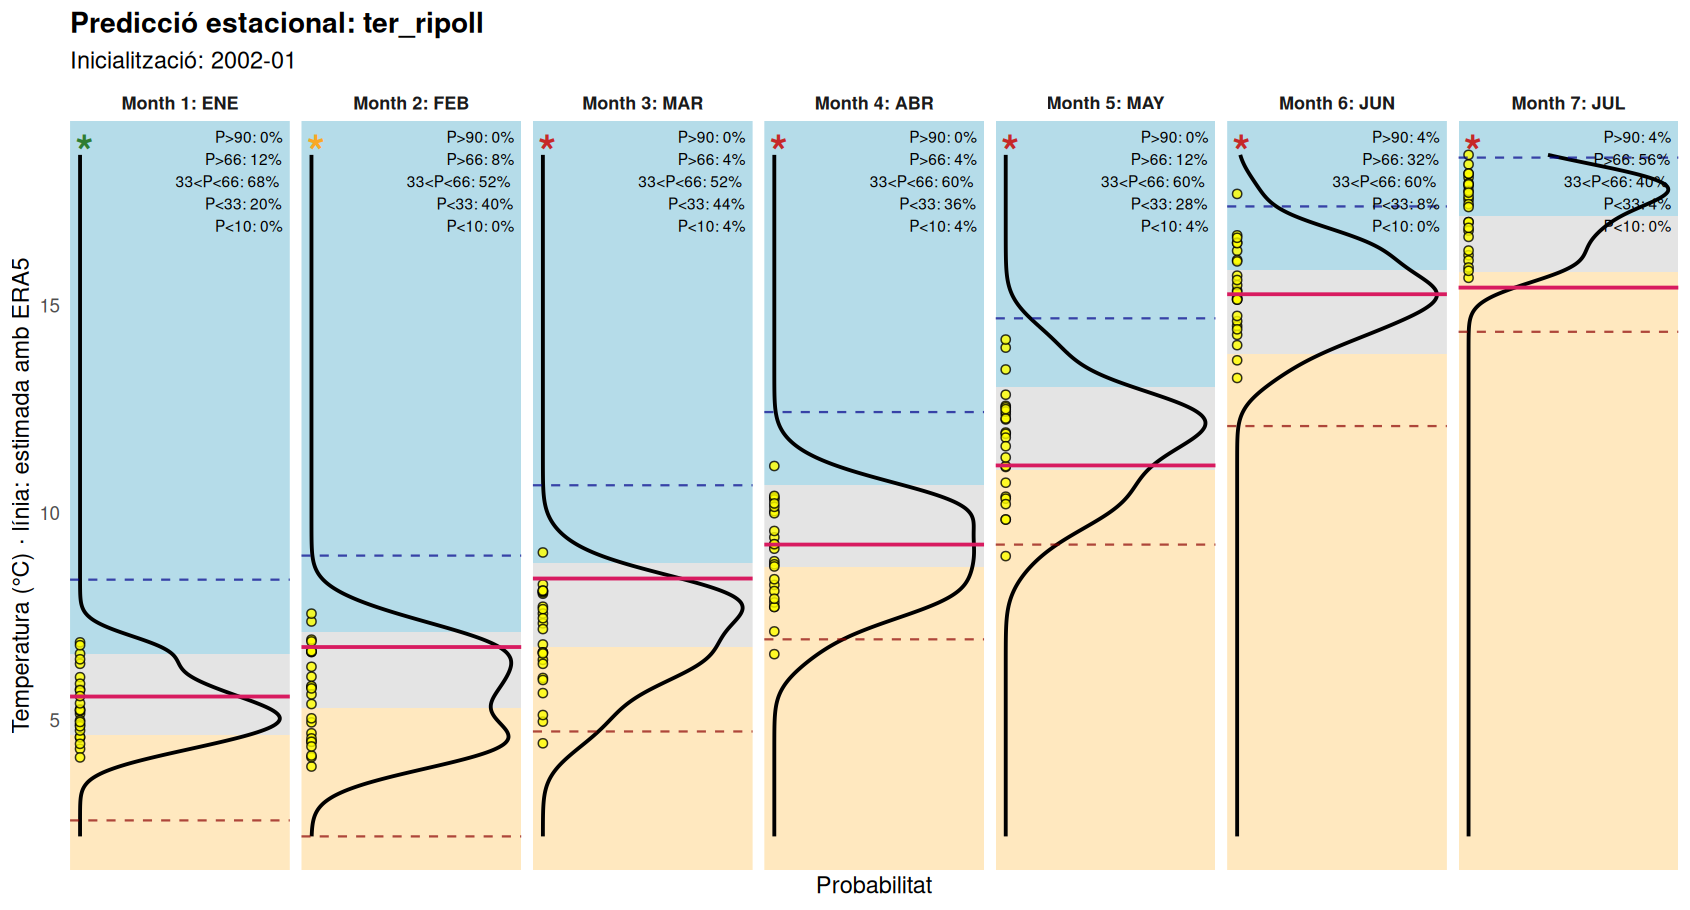 Predicció estacional: ter_ripoll
Inicialització: 2002-01
Month 1: ENE
Month 2: FEB
Month 3: MAR
Month 4: ABR
Month 5: MAY
Month 6: JUN
Month 7: JUL
P>90: 0%
P>66: 12%
33<P<66: 68%
P<33: 20%
P<10: 0%
P>90: 0%
P>66: 8%
33<P<66: 52%
P<33: 40%
P<10: 0%
P>90: 0%
P>66: 4%
33<P<66: 52%
P<33: 44%
P<10: 4%
P>90: 0%
P>66: 4%
33<P<66: 60%
P<33: 36%
P<10: 4%
P>90: 0%
P>66: 12%
33<P<66: 60%
P<33: 28%
P<10: 4%
P>90: 4%
P>66: 32%
33<P<66: 60%
P<33: 8%
P<10: 0%
P>90: 4%
P>66: 56%
33<P<66: 40%
P<33: 4%
P<10: 0%
15
10
5
Temperatura (°C) · línia: estimada amb ERA5
Probabilitat